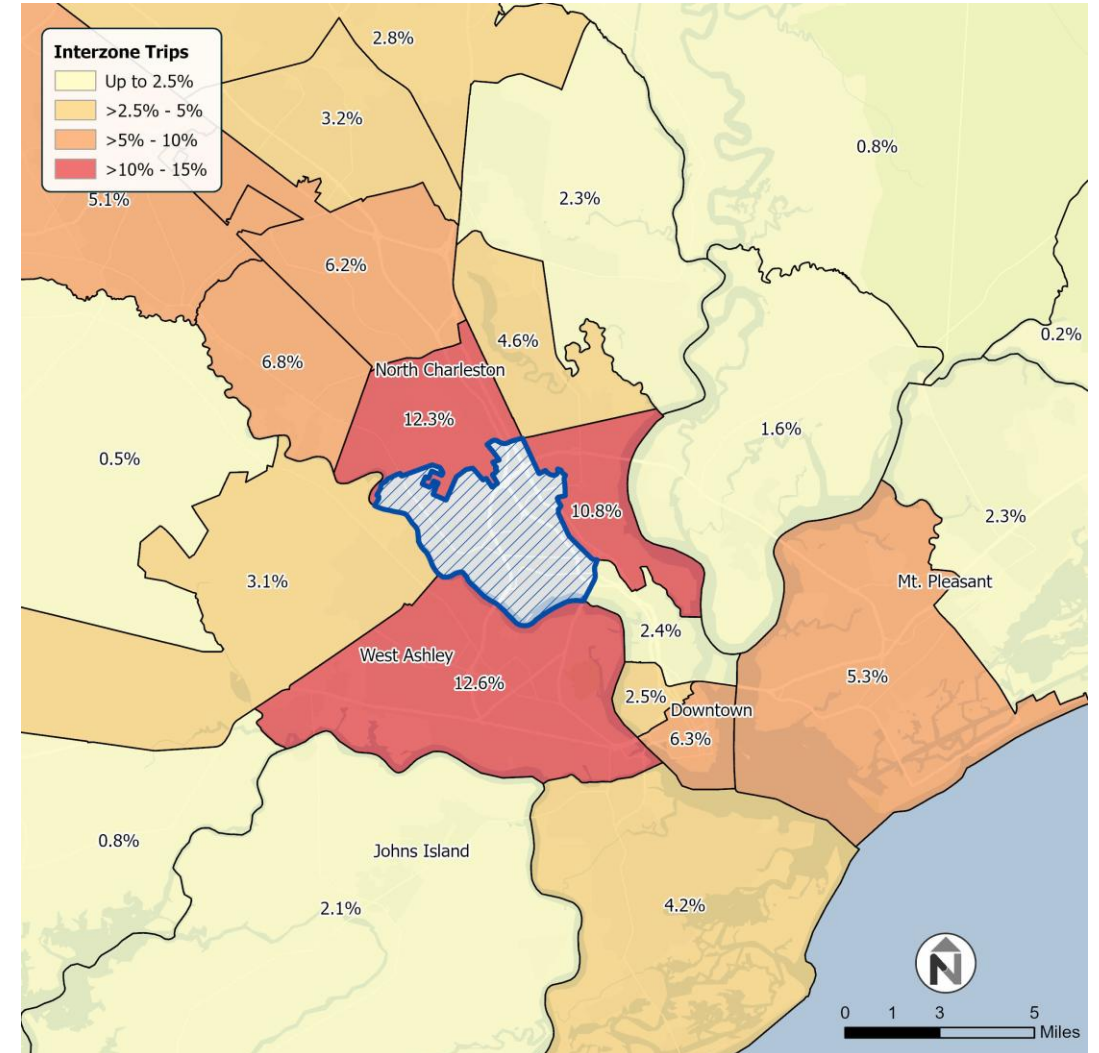 Interzone Trips
Up to 2.5%
>2.5% - 5%
>5% - 10%
>10% - 15%
2.8%
3.2%
0.8%
5.1%
2.3%
6.2%
0.2%
4.6%
6.8%
North Charleston
12.3%
1.6%
0.5%
10.8%
2.3%
3.1%
Mt. Pleasant
2.4%
West Ashley
12.6%
5.3%
2.5%
Downtown
6.3%
0.8%
Johns Island
2.1%
4.2%
N
0 1 3 5
Miles